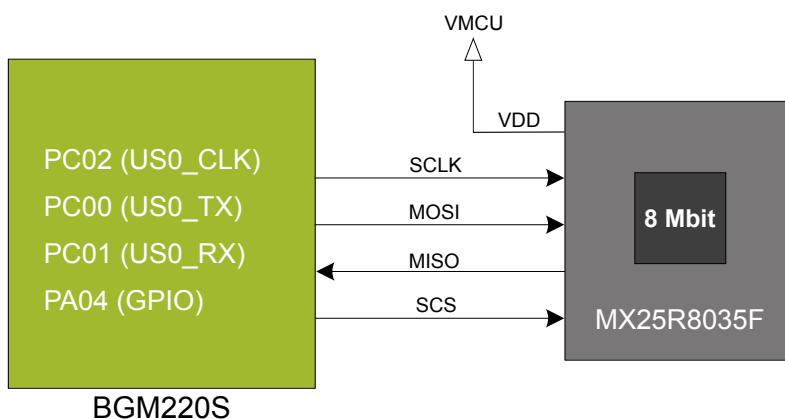 VMCU
VDD
PC02 (US0_CLK)
SCLK
PC00 (US0_TX)
MOSI
8 Mbit
PC01 (US0_RX)
MISO
PA04 (GPIO)
SCS
MX25R8035F
BGM220S